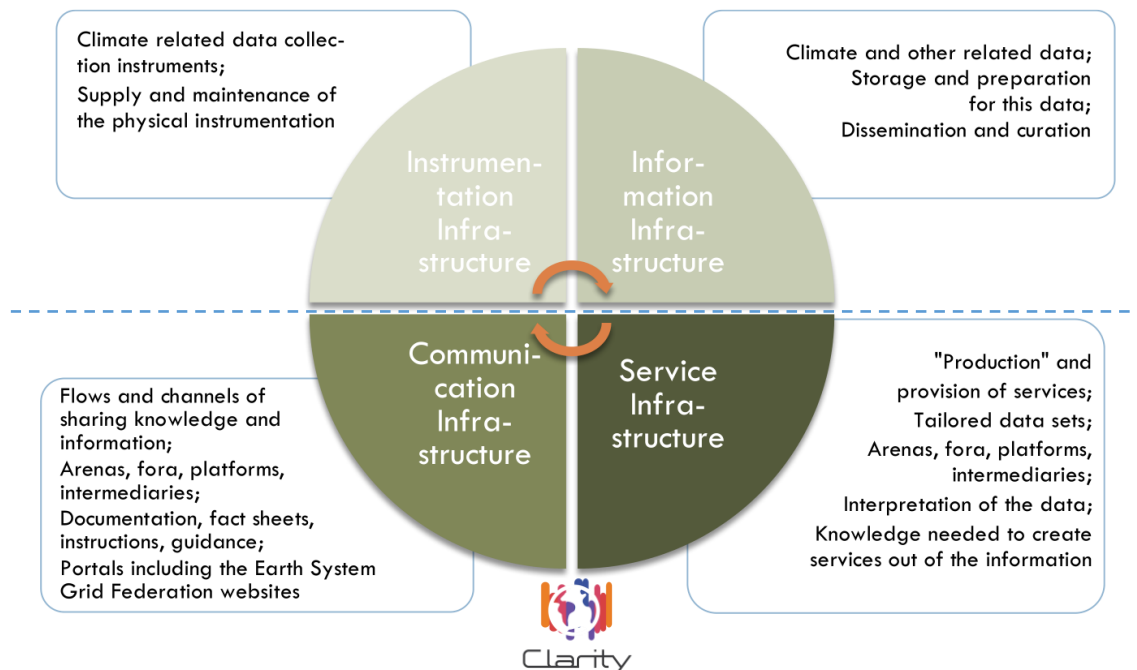 Climate related data collec-
tion instruments;
Supply and maintenance of
the physical instrumentation
Climate and other related data;
Storage and preparation
for this data;
Dissemination and curation
Instrumen-
tation
Infra-
structure
Infor-
mation
Infra-
structure
Communi-
cation
Infra-
structure
Service
Infra-
structure
Flows and channels of
sharing knowledge and
information;
Arenas, fora, platforms,
intermediaries;
Documentation, fact sheets,
instructions, guidance;
Portals including the Earth System
Grid Federation websites
"Production" and
provision of services;
Tailored data sets;
Arenas, fora, platforms,
intermediaries;
Interpretation of the data;
Knowledge needed to create
services out of the information
Clarity